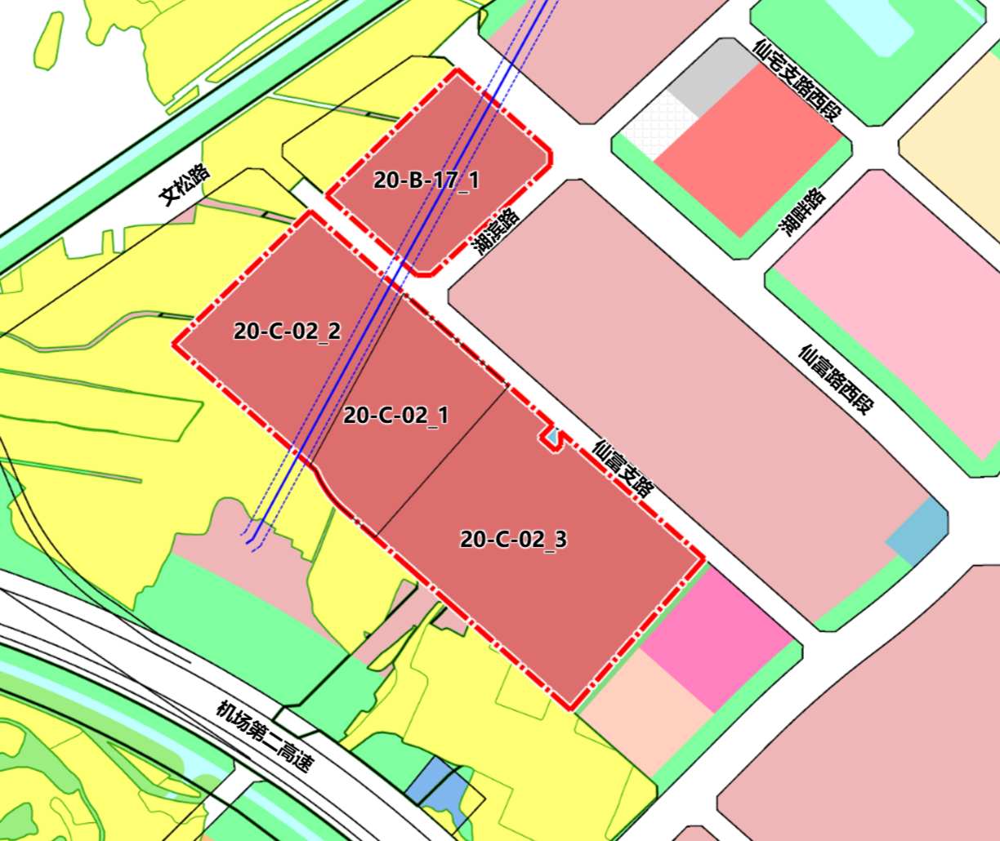 仙宅支路西段
文松路
20-B-17_1
湖畔路
湖滨路
20-C-02_2
仙富路西段
20-C-02_1
仙富支路
20-C-02_3
机场第二高速